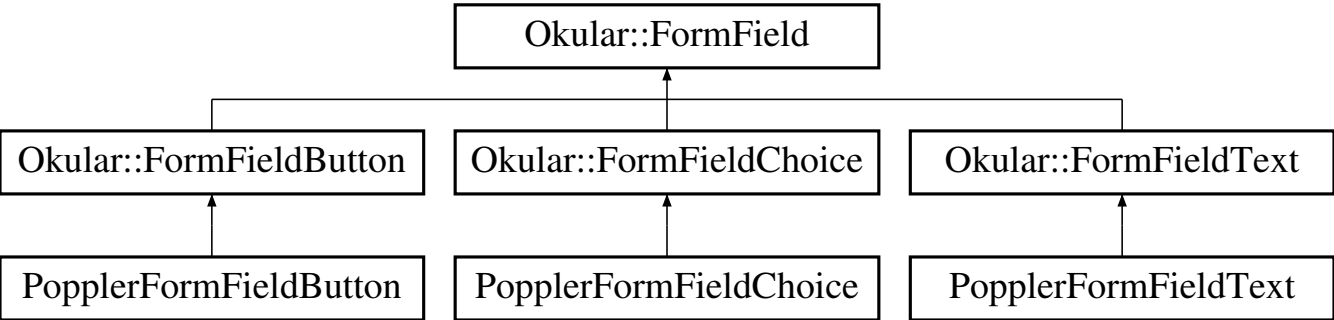 Okular::FormField
Okular::FormFieldButton
Okular::FormFieldChoice
Okular::FormFieldText
PopplerFormFieldButton
PopplerFormFieldChoice
PopplerFormFieldText